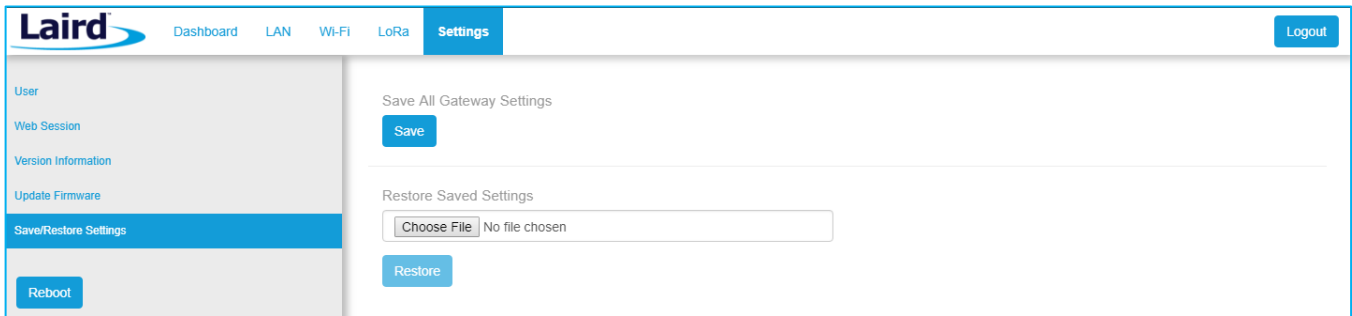 Laird™
Dashboard LAN Wi-Fi LoRa Settings Logout
User
Web Session
Version Information
Update Firmware
Save/Restore Settings
Reboot
Save All Gateway Settings
Save
Restore Saved Settings
Choose File No file chosen
Restore